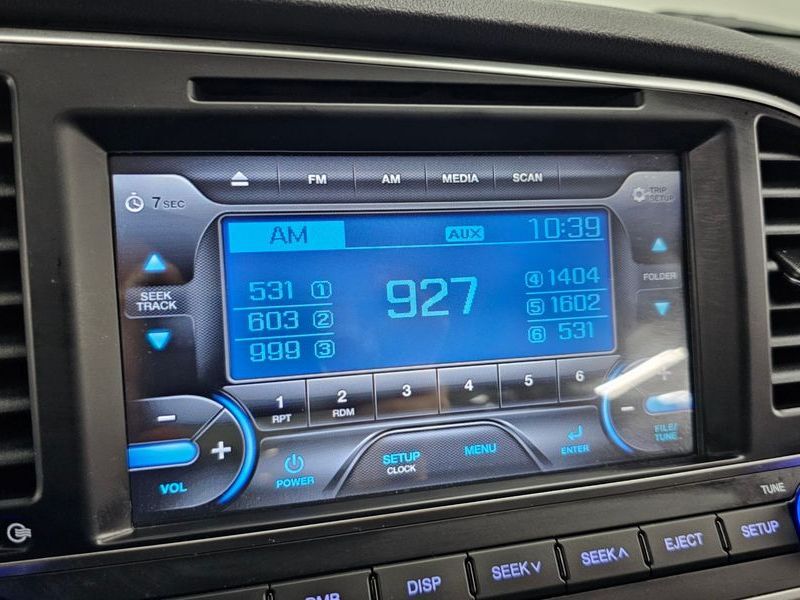 FM AM MEDIA SCAN
7 SEC
TRIP
SETUP
AM AUX 10:39
531 1
603 2
999 3
927
4 1404
5 1602
6 531
SEEK
TRACK
FOLDER
1 2 3 4 5 6
RPT RDM
VOL
POWER
SETUP
CLOCK
MENU
ENTER
FILE/
TUNE
TUNE
DMB DISP SEEK∨ SEEK∧ EJECT SETUP